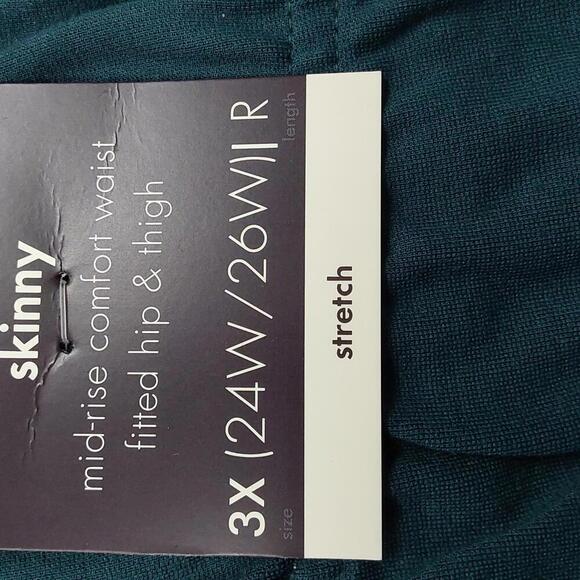 skinny
mid-rise comfort waist
fitted hip & thigh
3X (24W/26W)| R
size length
stretch